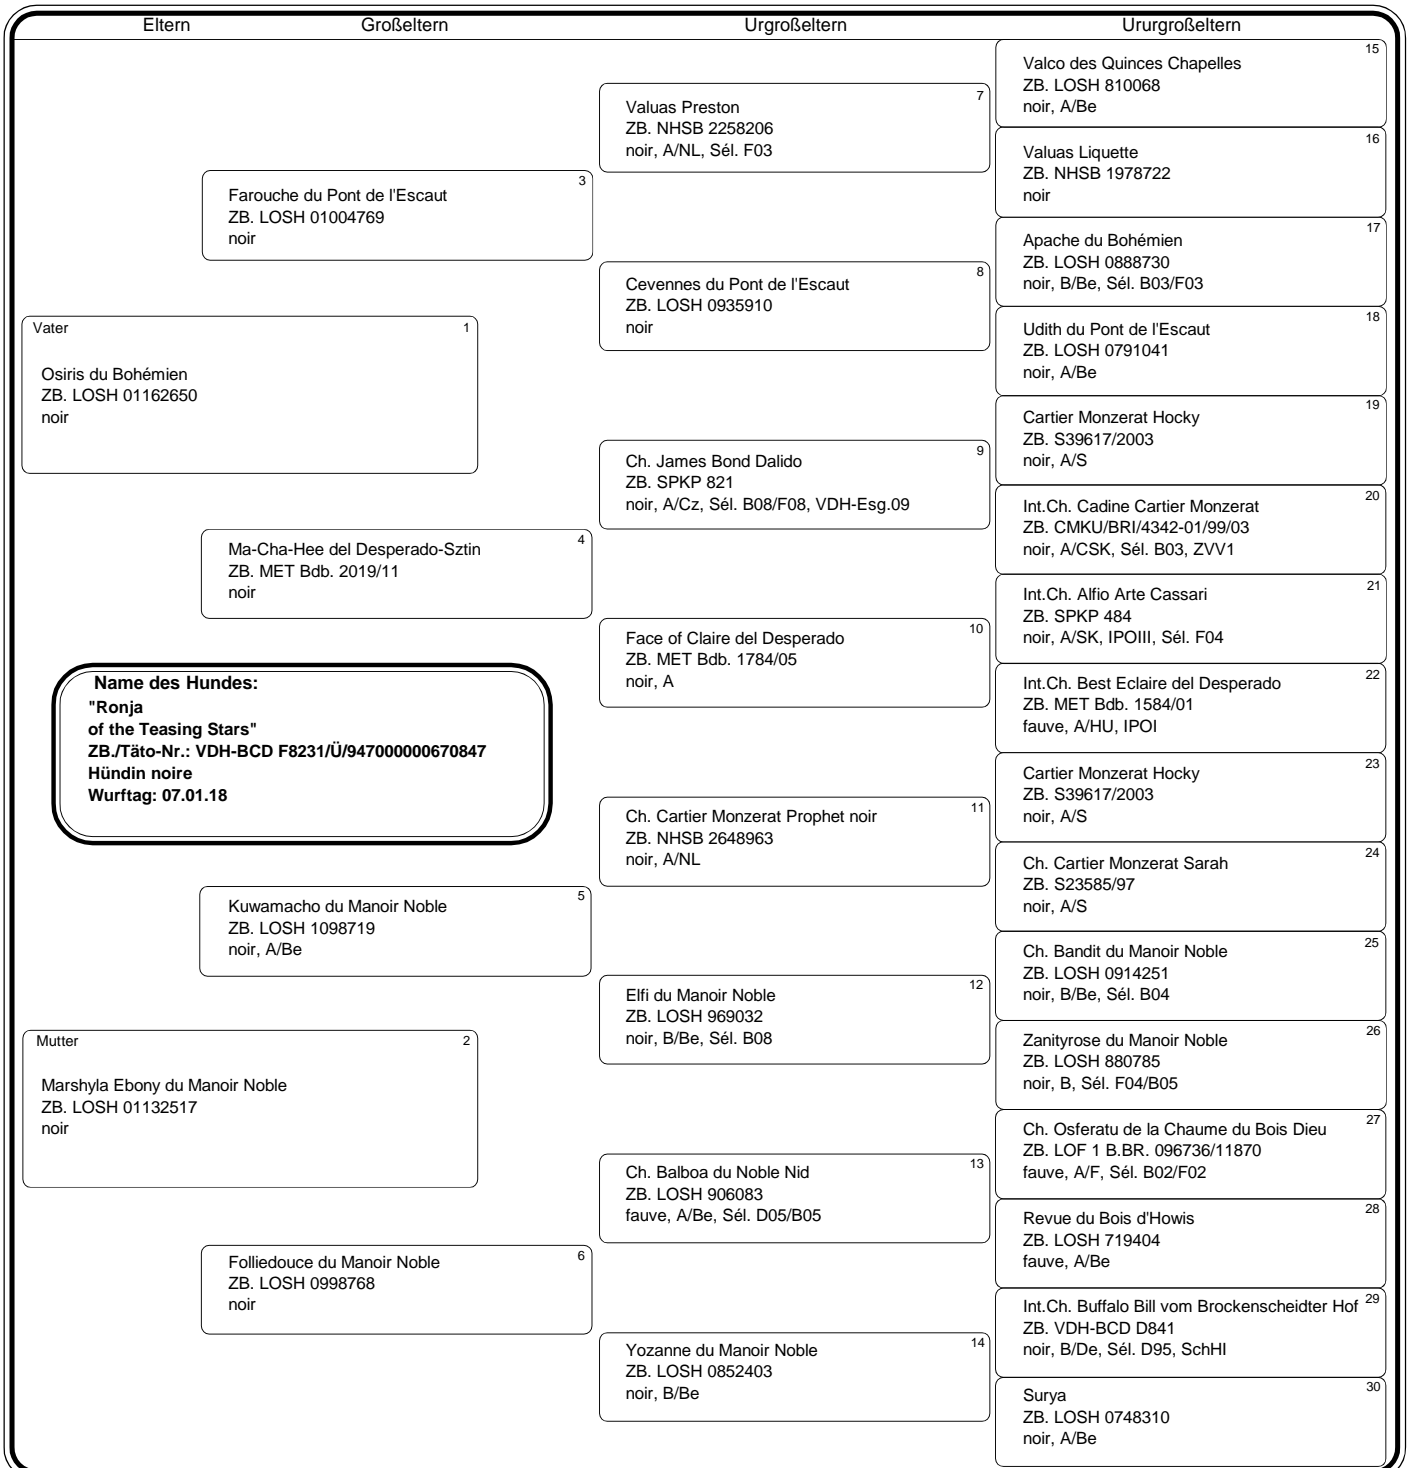 Eltern
Großeltern
Urgroßeltern
Ururgroßeltern
Vater 1
Osiris du Bohémien
ZB. LOSH 01162650
noir
Mutter 2
Marshyla Ebony du Manoir Noble
ZB. LOSH 01132517
noir
3
Farouche du Pont de l'Escaut
ZB. LOSH 01004769
noir
4
Ma-Cha-Hee del Desperado-Sztin
ZB. MET Bdb. 2019/11
noir
Name des Hundes:
"Ronja
of the Teasing Stars"
ZB./Täto-Nr.: VDH-BCD F8231/Ü/947000000670847
Hündin noire
Wurftag: 07.01.18
5
Kuwamacho du Manoir Noble
ZB. LOSH 1098719
noir, A/Be
6
Folliedouce du Manoir Noble
ZB. LOSH 0998768
noir
7
Valuas Preston
ZB. NHSB 2258206
noir, A/NL, Sél. F03
8
Cevennes du Pont de l'Escaut
ZB. LOSH 0935910
noir
9
Ch. James Bond Dalido
ZB. SPKP 821
noir, A/Cz, Sél. B08/F08, VDH-Esg.09
10
Face of Claire del Desperado
ZB. MET Bdb. 1784/05
noir, A
11
Ch. Cartier Monzerat Prophet noir
ZB. NHSB 2648963
noir, A/NL
12
Elfi du Manoir Noble
ZB. LOSH 969032
noir, B/Be, Sél. B08
13
Ch. Balboa du Noble Nid
ZB. LOSH 906083
fauve, A/Be, Sél. D05/B05
14
Yozanne du Manoir Noble
ZB. LOSH 0852403
noir, B/Be
15
Valco des Quinces Chapelles
ZB. LOSH 810068
noir, A/Be
16
Valuas Liquette
ZB. NHSB 1978722
noir
17
Apache du Bohémien
ZB. LOSH 0888730
noir, B/Be, Sél. B03/F03
18
Udith du Pont de l'Escaut
ZB. LOSH 0791041
noir, A/Be
19
Cartier Monzerat Hocky
ZB. S39617/2003
noir, A/S
20
Int.Ch. Cadine Cartier Monzerat
ZB. CMKU/BRI/4342-01/99/03
noir, A/CSK, Sél. B03, ZVV1
21
Int.Ch. Alfio Arte Cassari
ZB. SPKP 484
noir, A/SK, IPOIII, Sél. F04
22
Int.Ch. Best Eclaire del Desperado
ZB. MET Bdb. 1584/01
fauve, A/HU, IPOI
23
Cartier Monzerat Hocky
ZB. S39617/2003
noir, A/S
24
Ch. Cartier Monzerat Sarah
ZB. S23585/97
noir, A/S
25
Ch. Bandit du Manoir Noble
ZB. LOSH 0914251
noir, B/Be, Sél. B04
26
Zanityrose du Manoir Noble
ZB. LOSH 880785
noir, B, Sél. F04/B05
27
Ch. Osferatu de la Chaume du Bois Dieu
ZB. LOF 1 B.BR. 096736/11870
fauve, A/F, Sél. B02/F02
28
Revue du Bois d'Howis
ZB. LOSH 719404
fauve, A/Be
29
Int.Ch. Buffalo Bill vom Brockenscheidter Hof
ZB. VDH-BCD D841
noir, B/De, Sél. D95, SchHI
30
Surya
ZB. LOSH 0748310
noir, A/Be